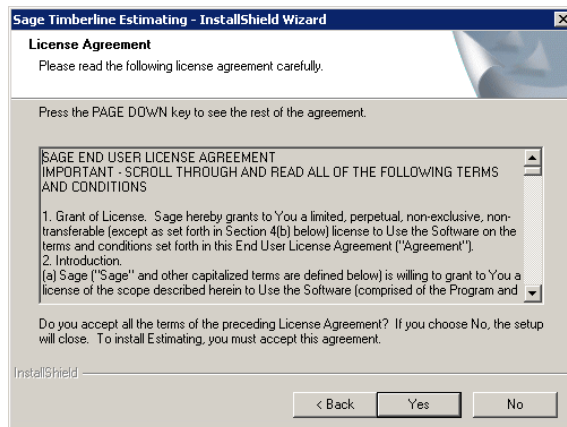 Sage Timberline Estimating - InstallShield Wizard
License Agreement
Please read the following license agreement carefully.
Press the PAGE DOWN key to see the rest of the agreement.
SAGE END USER LICENSE AGREEMENT
IMPORTANT - SCROLL THROUGH AND READ ALL OF THE FOLLOWING TERMS
AND CONDITIONS
1. Grant of License.  Sage hereby grants to You a limited, perpetual, non-exclusive, non-
transferable (except as set forth in Section 4(b) below) license to Use the Software on the
terms and conditions set forth in this End User License Agreement ("Agreement").
2. Introduction.
(a) Sage ("Sage" and other capitalized terms are defined below) is willing to grant to You a
license of the scope described herein to Use the Software (comprised of the Program and
Do you accept all the terms of the preceding License Agreement?  If you choose No, the setup
will close.  To install Estimating, you must accept this agreement.
InstallShield
< Back
Yes
No